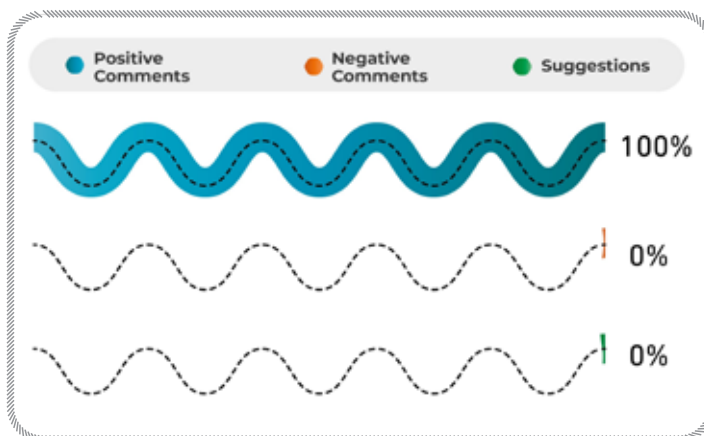 Positive
Comments
Negative
Comments
Suggestions
100%
0%
0%